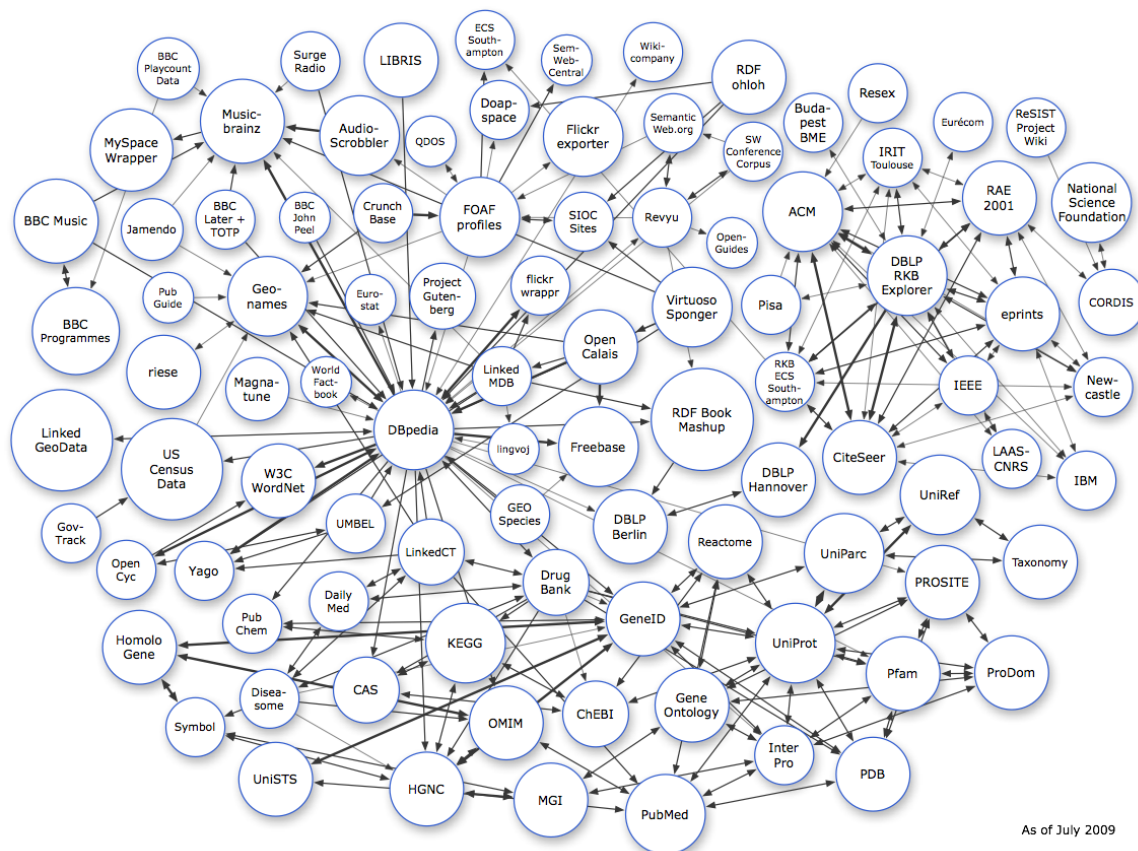 ECS
South-
ampton
BBC
Playcount
Data
Surge
Radio
LIBRIS
Sem-
Web-
Central
Wiki-
company
RDF
ohloh
Music-
brainz
Doap-
space
Resex
MySpace
Wrapper
Audio-
Scrobbler
QDOS
Flickr
exporter
Semantic
Web.org
SW
Conference
Corpus
Buda-
pest
BME
IRIT
Toulouse
Eurécom
ReSIST
Project
Wiki
BBC Music
Jamendo
BBC
Later +
TOTP
BBC
John
Peel
Crunch
Base
FOAF
profiles
SIOC
Sites
Revyu
Open-
Guides
ACM
DBLP
RKB
Explorer
RAE
2001
National
Science
Foundation
Pub
Guide
Geo-
names
Euro-
stat
Project
Guten-
berg
flickr
wrappr
Virtuoso
Sponger
Pisa
eprints
CORDIS
BBC
Programmes
riese
Magna-
tune
World
Fact-
book
Linked
MDB
Open
Calais
RKB
ECS
South-
ampton
IEEE
New-
castle
Linked
GeoData
US
Census
Data
W3C
WordNet
DBpedia
lingvoj
Freebase
RDF Book
Mashup
CiteSeer
LAAS-
CNRS
IBM
Gov-
Track
Open
Cyc
Yago
UMBEL
LinkedCT
GEO
Species
DBLP
Berlin
DBLP
Hannover
Reactome
UniParc
UniRef
Taxonomy
PROSITE
Homolo
Gene
Pub
Chem
Daily
Med
KEGG
Drug
Bank
GeneID
UniProt
Pfam
ProDom
Symbol
Disea-
some
CAS
OMIM
ChEBI
Gene
Ontology
Inter
Pro
PDB
UniSTS
HGNC
MGI
PubMed
As of July 2009